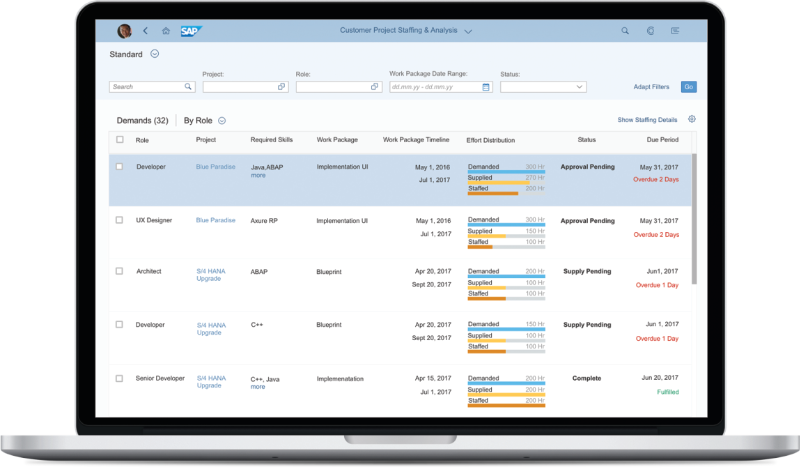 SAP
Customer Project Staffing & Analysis
Standard
Search
Project:
Role:
Work Package Date Range:
dd.mm.yy - dd.mm.yy
Status:
Adapt Filters
Go
Demands (32)
By Role
Show Staffing Details
Role Project Required Skills Work Package Work Package Timeline Effort Distribution Status Due Period
Developer Blue Paradise Java,ABAP Implementation UI May 1, 2016 Demanded 300 Hr Approval Pending May 31, 2017
more Jul 1, 2017 Supplied 270 Hr Overdue 2 Days
Staffed 200 Hr
UX Designer Blue Paradise Axure RP Implementation UI May 1, 2016 Demanded 300 Hr Approval Pending May 31, 2017
Jul 1, 2017 Supplied 150 Hr Overdue 2 Days
Staffed 100 Hr
Architect S/4 HANA ABAP Blueprint Apr 20, 2017 Demanded 200 Hr Supply Pending Jun1, 2017
Upgrade Sept 20, 2017 Supplied 100 Hr Overdue 1 Day
Staffed 100 Hr
Developer S/4 HANA C++ Blueprint Apr 20, 2017 Demanded 150 Hr Supply Pending Jun 1, 2017
Upgrade Sept 20, 2017 Supplied 100 Hr Overdue 1 Day
Staffed 100 Hr
Senior Developer S/4 HANA C++, Java Implemenatation Apr 15, 2017 Demanded 200 Hr Complete Jun 20, 2017
Upgrade more Jul 1, 2017 Supplied 200 Hr Fulfilled
Staffed 200 Hr